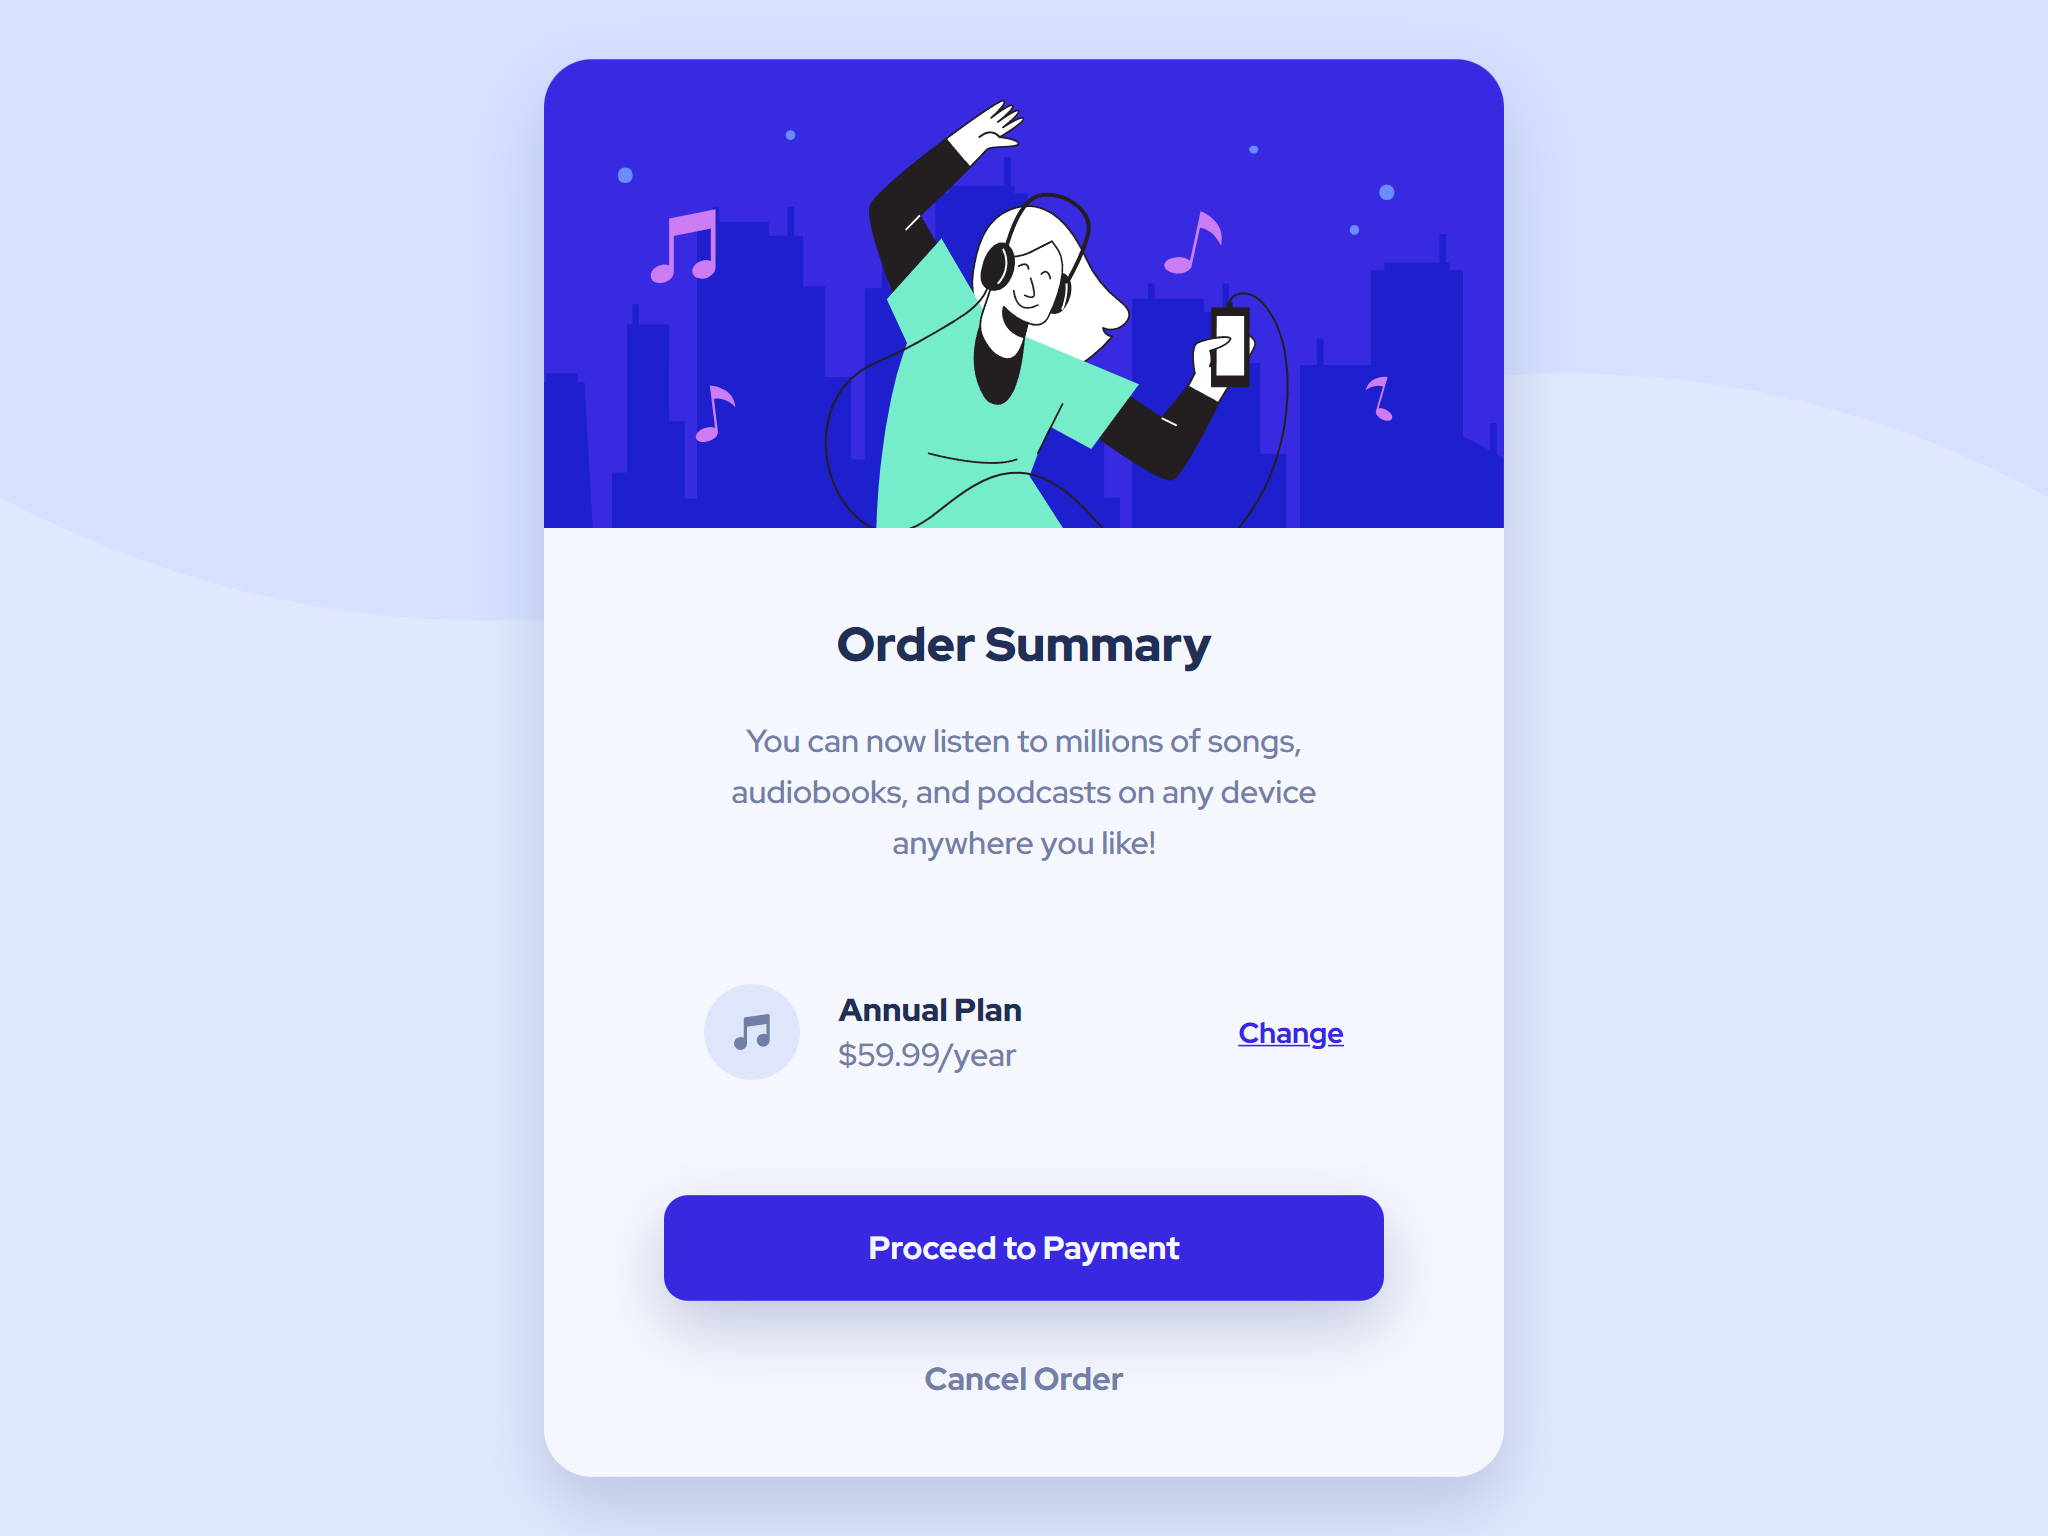 Order Summary
You can now listen to millions of songs,
audiobooks, and podcasts on any device
anywhere you like!
Annual Plan
$59.99/year
Change
Proceed to Payment
Cancel Order